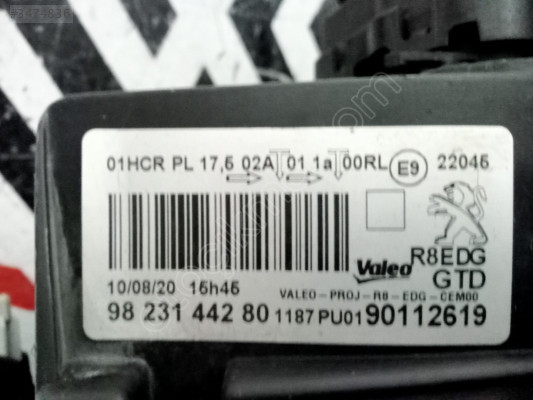 01HCR PL 17,5 02A 01 1a 00RL E9 22046
R8EDG
Valeo GTD
10/08/20 15h45 VALEO-PROJ-R8-EDG-CEM00
98 231 442 80 1187 PU01 90112619